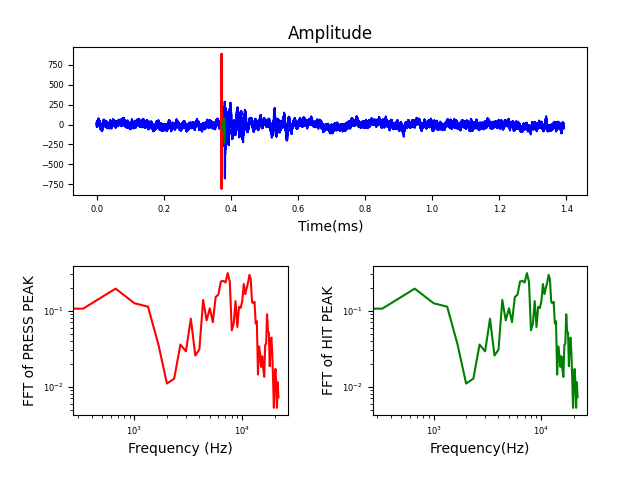 Amplitude
750
500
250
0
−250
−500
−750
0.0 0.2 0.4 0.6 0.8 1.0 1.2 1.4
Time(ms)
FFT of PRESS PEAK
10⁻¹
10⁻²
10³ 10⁴
Frequency (Hz)
FFT of HIT PEAK
10⁻¹
10⁻²
10³ 10⁴
Frequency(Hz)